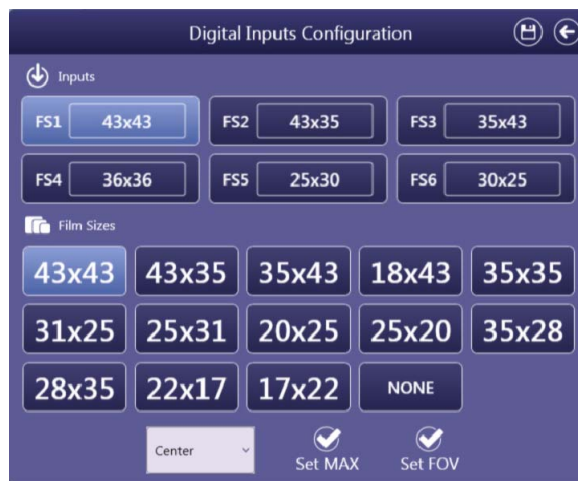 Digital Inputs Configuration
Inputs
FS1 43x43 FS2 43x35 FS3 35x43
FS4 36x36 FS5 25x30 FS6 30x25
Film Sizes
43x43 43x35 35x43 18x43 35x35
31x25 25x31 20x25 25x20 35x28
28x35 22x17 17x22 NONE
Center Set MAX Set FOV